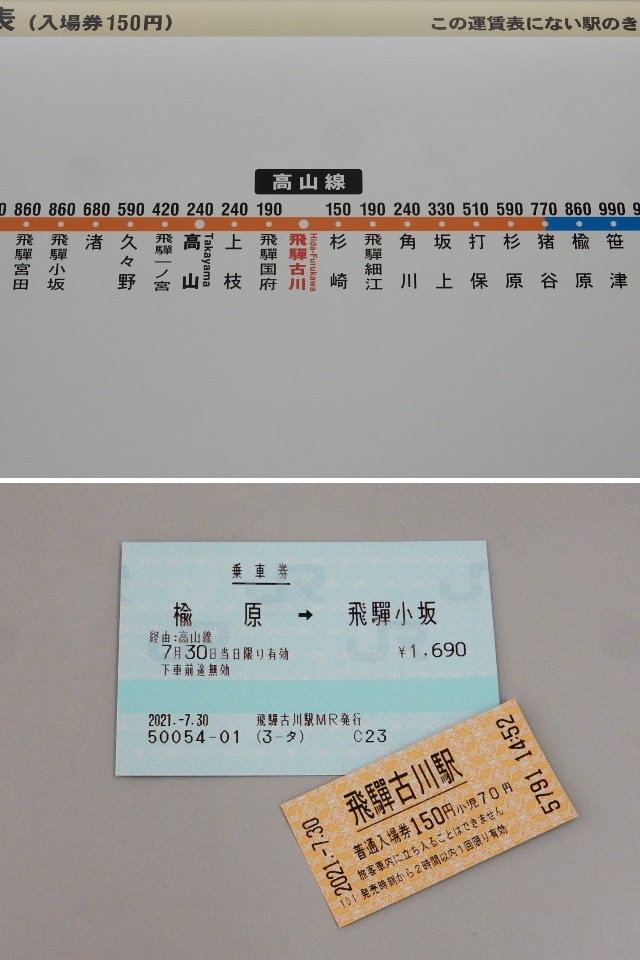 表（入場券150円）
この運賃表にない駅のき
高山線
0 860 860 680 590 420 240 240 190 150 190 240 330 510 590 770 860 990 9
飛驒宮田
飛驒小坂
渚
久々野
飛驒一ノ宮
高山 Takayama
上枝
飛驒国府
飛驒古川 Hida-Furukawa
杉崎
飛驒細江
角川
坂上
打保
杉原
猪谷
楡原
笹津
乗車券
楡原 → 飛驒小坂
経由:高山線
7月30日当日限り有効
¥1,690
下車前途無効
2021.-7.30 飛驒古川駅MR発行
50054-01 (3-タ) C23
飛驒古川駅
普通入場券150円小児70円
旅客車内に立ち入ることはできません
101 発売時刻から2時間以内1回限り有効
2021.-7.30
5791 14:52